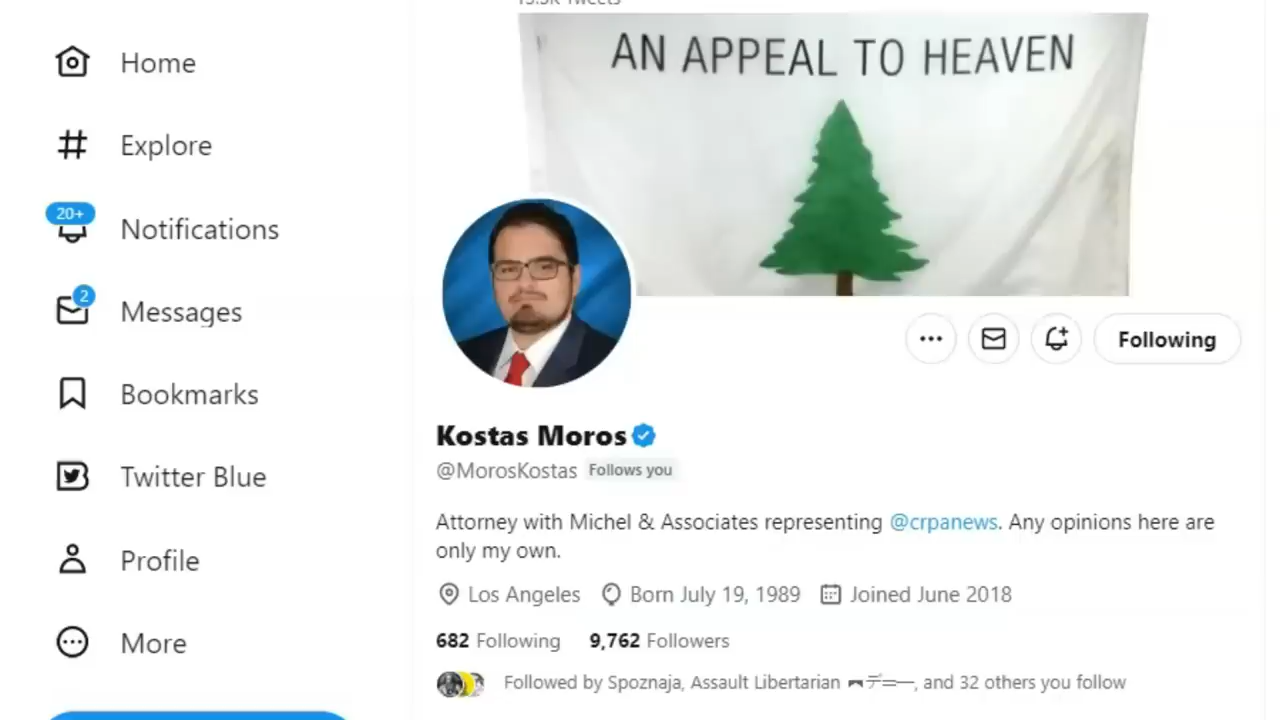 15.5K Tweets
AN APPEAL TO HEAVEN
Home
Explore
20+
Notifications
2
Messages
Bookmarks
Twitter Blue
Profile
More
Following
Kostas Moros
@MorosKostas Follows you
Attorney with Michel & Associates representing @crpanews. Any opinions here are
only my own.
Los Angeles Born July 19, 1989 Joined June 2018
682 Following 9,762 Followers
Followed by Spoznaja, Assault Libertarian and 32 others you follow